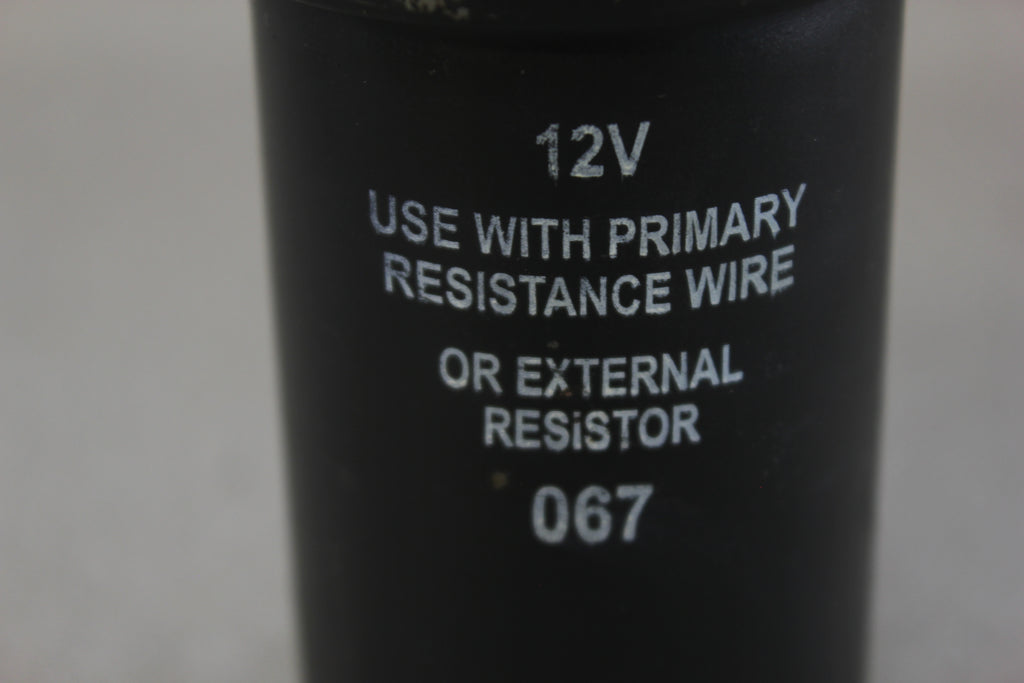 12V
USE WITH PRIMARY
RESISTANCE WIRE
OR EXTERNAL
RESiSTOR
067